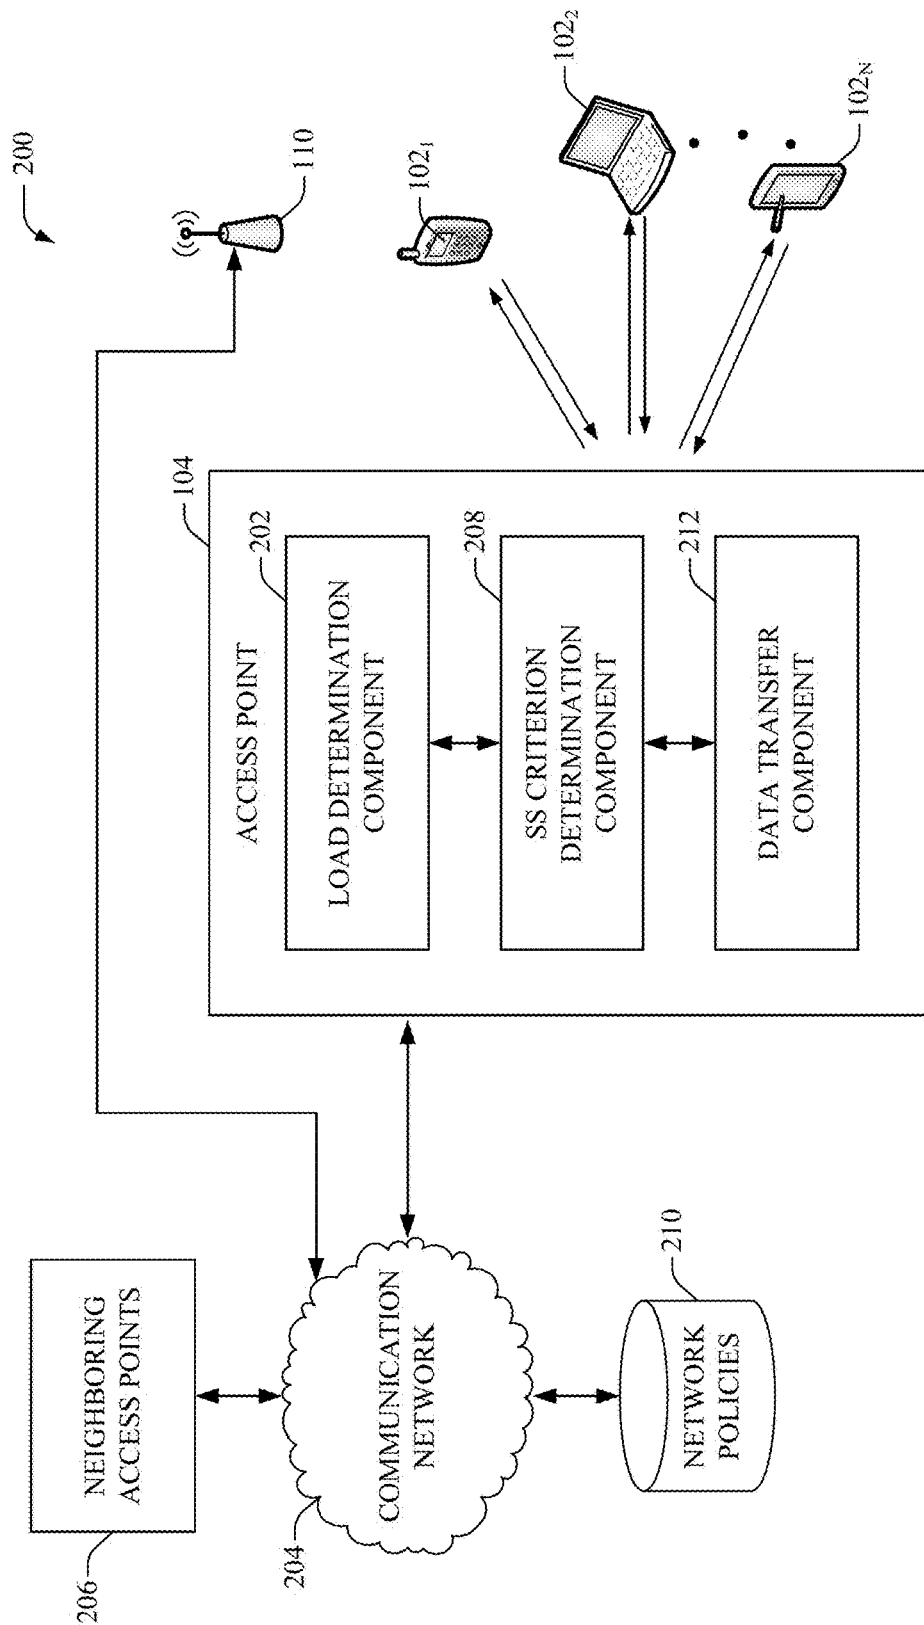 200
NEIGHBORING
ACCESS POINTS
206
204
COMMUNICATION
NETWORK
NETWORK
POLICIES
210
104
ACCESS POINT
202
LOAD DETERMINATION
COMPONENT
208
SS CRITERION
DETERMINATION
COMPONENT
212
DATA TRANSFER
COMPONENT
110
102₁
102₂
102ₙ